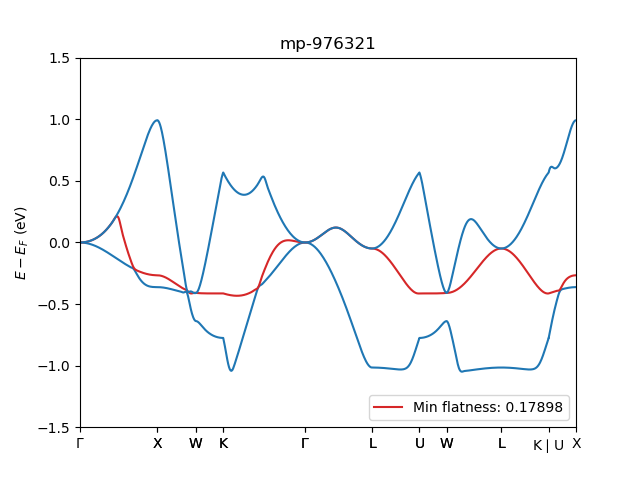 mp-976321
E − E_F (eV)
1.5
1.0
0.5
0.0
−0.5
−1.0
−1.5
Min flatness: 0.17898
Γ X W K Γ L U W L K | U X